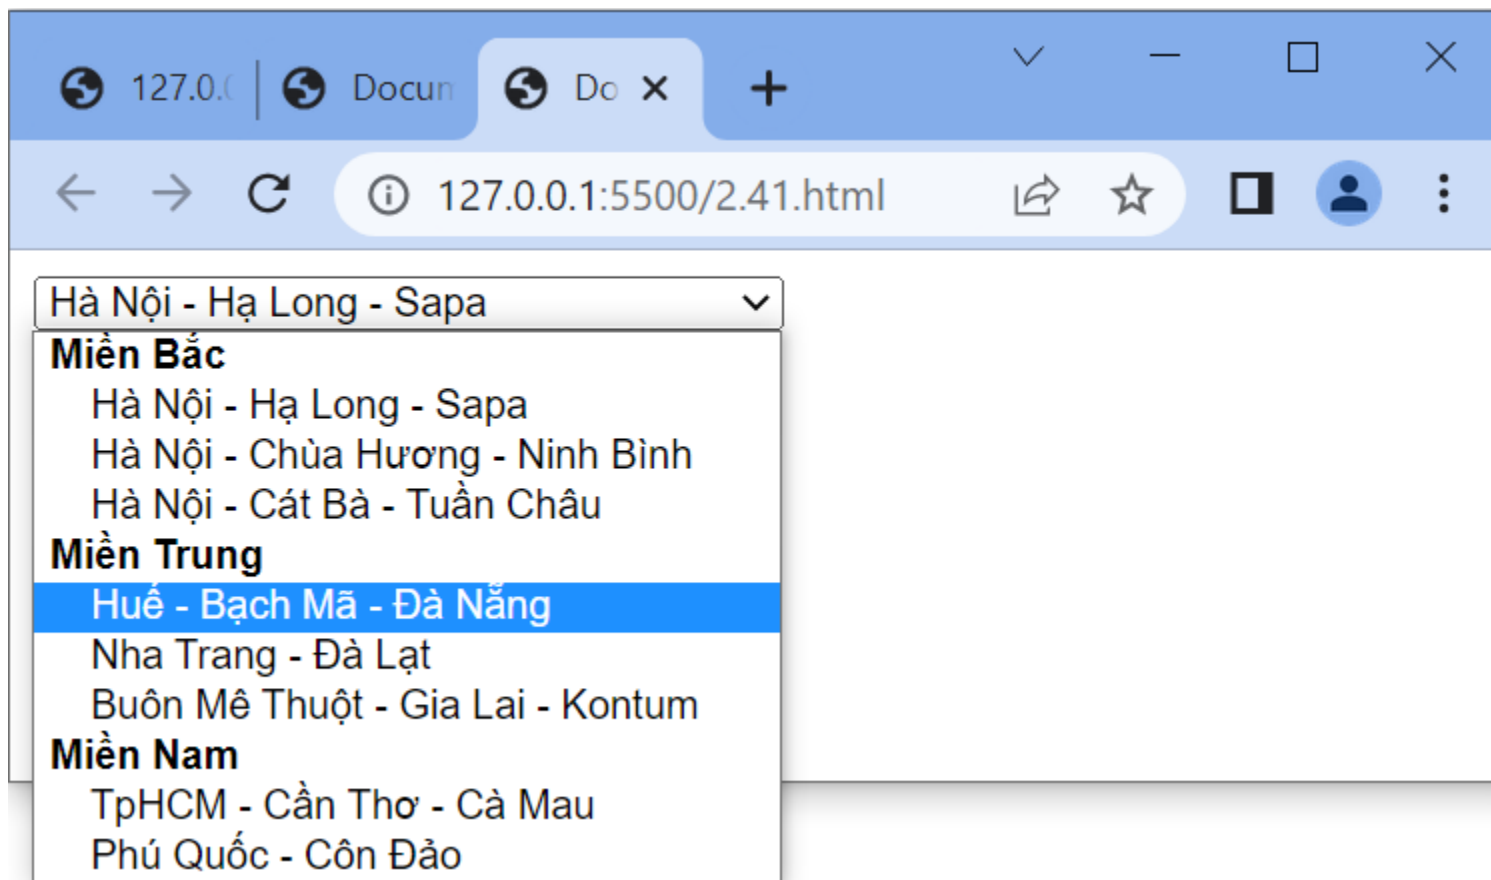 127.0.0
Docum
Do
127.0.0.1:5500/2.41.html
Hà Nội - Hạ Long - Sapa
Miền Bắc
Hà Nội - Hạ Long - Sapa
Hà Nội - Chùa Hương - Ninh Bình
Hà Nội - Cát Bà - Tuần Châu
Miền Trung
Huế - Bạch Mã - Đà Nẵng
Nha Trang - Đà Lạt
Buôn Mê Thuột - Gia Lai - Kontum
Miền Nam
TpHCM - Cần Thơ - Cà Mau
Phú Quốc - Côn Đảo